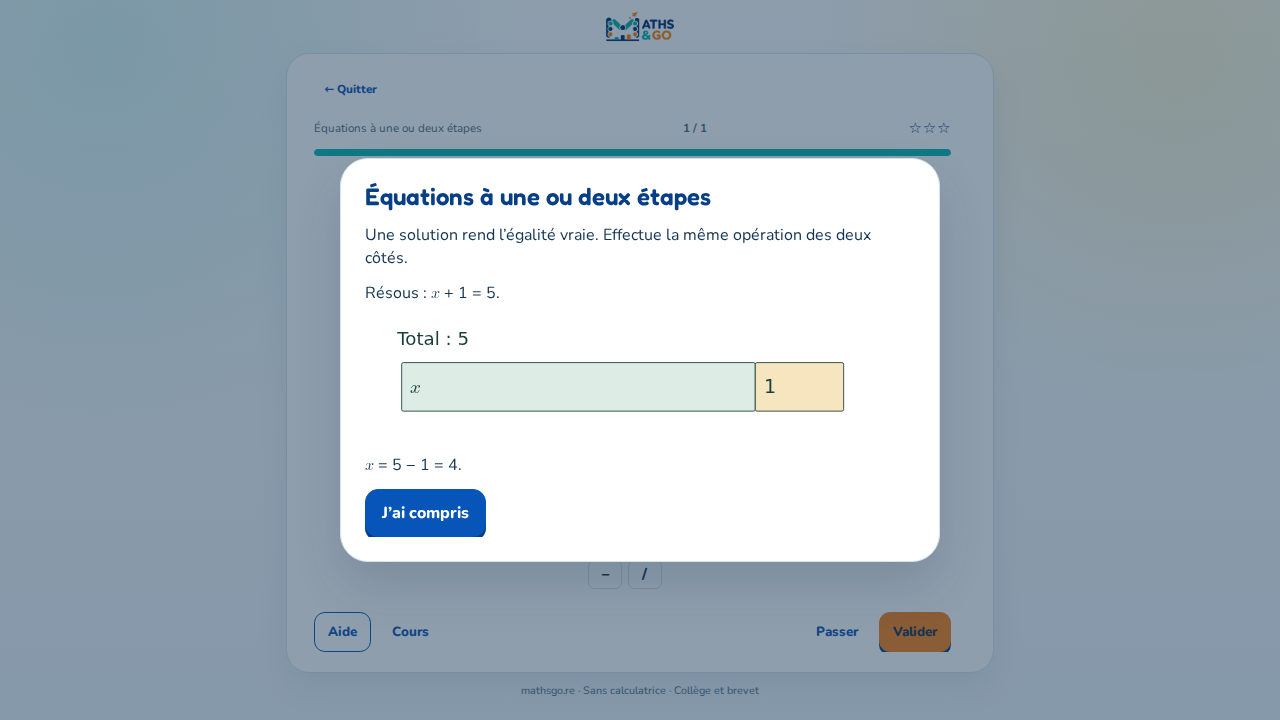 MATHS
&GO
← Quitter
Équations à une ou deux étapes
1 / 1
☆☆☆
Équations à une ou deux étapes
Une solution rend l’égalité vraie. Effectue la même opération des deux
côtés.
Résous : x + 1 = 5.
Total : 5
x
1
x = 5 − 1 = 4.
J’ai compris
−
/
Aide
Cours
Passer
Valider
mathsgo.re · Sans calculatrice · Collège et brevet